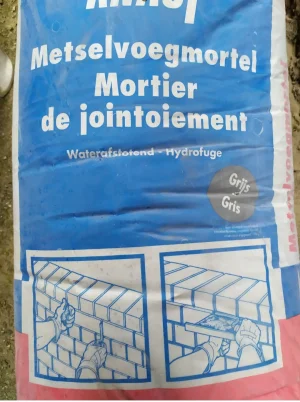 Metselvoegmortel
Mortier
de jointoiement
Waterafstotend - Hydrofuge
Grijs
Gris